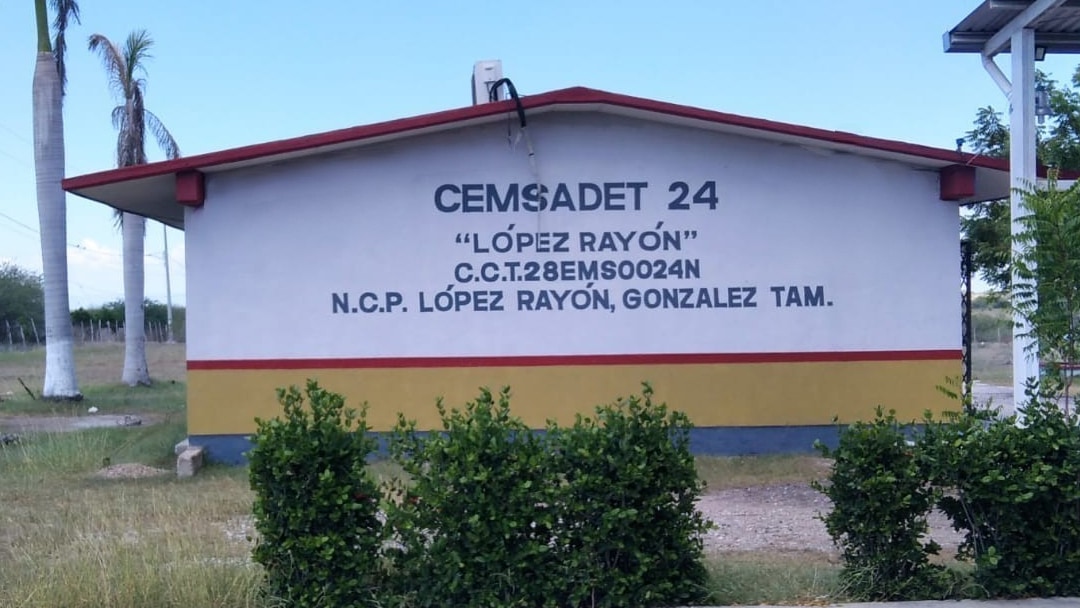 CEMSADET 24
“LÓPEZ RAYÓN”
C.C.T.28EMS0024N
N.C.P. LÓPEZ RAYÓN, GONZALEZ TAM.